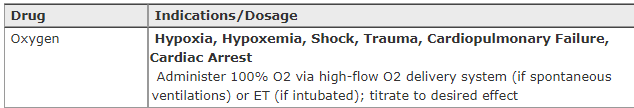 Drug Indications/Dosage
Oxygen Hypoxia, Hypoxemia, Shock, Trauma, Cardiopulmonary Failure,
Cardiac Arrest
Administer 100% O2 via high-flow O2 delivery system (if spontaneous
ventilations) or ET (if intubated); titrate to desired effect